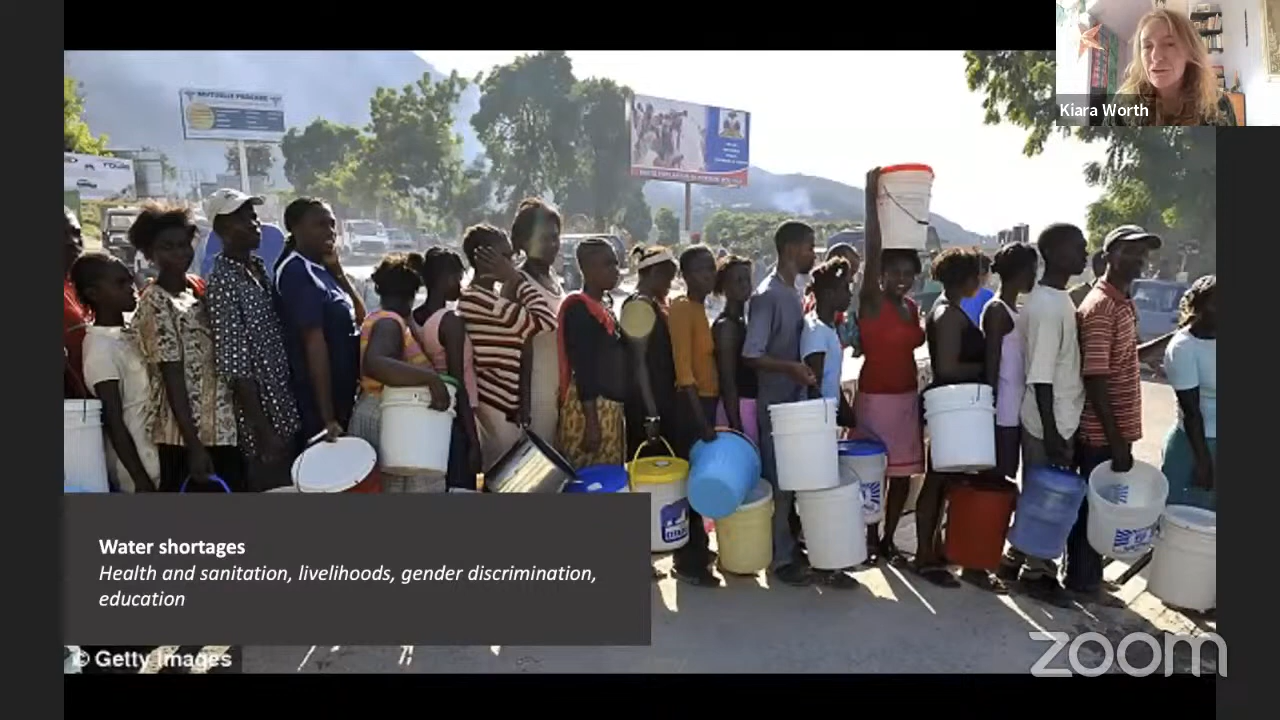 Kiara Worth
Water shortages
Health and sanitation, livelihoods, gender discrimination,
education
© Getty Images
zoom